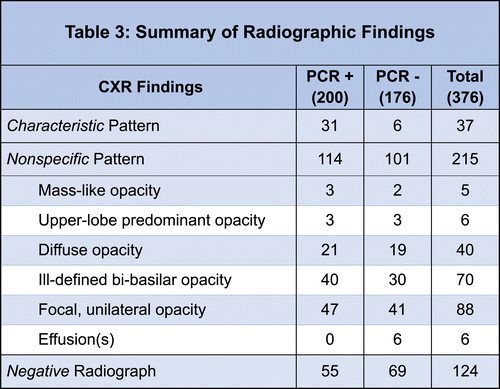 Table 3: Summary of Radiographic Findings
CXR Findings PCR + (200) PCR - (176) Total (376)
Characteristic Pattern 31 6 37
Nonspecific Pattern 114 101 215
Mass-like opacity 3 2 5
Upper-lobe predominant opacity 3 3 6
Diffuse opacity 21 19 40
Ill-defined bi-basilar opacity 40 30 70
Focal, unilateral opacity 47 41 88
Effusion(s) 0 6 6
Negative Radiograph 55 69 124